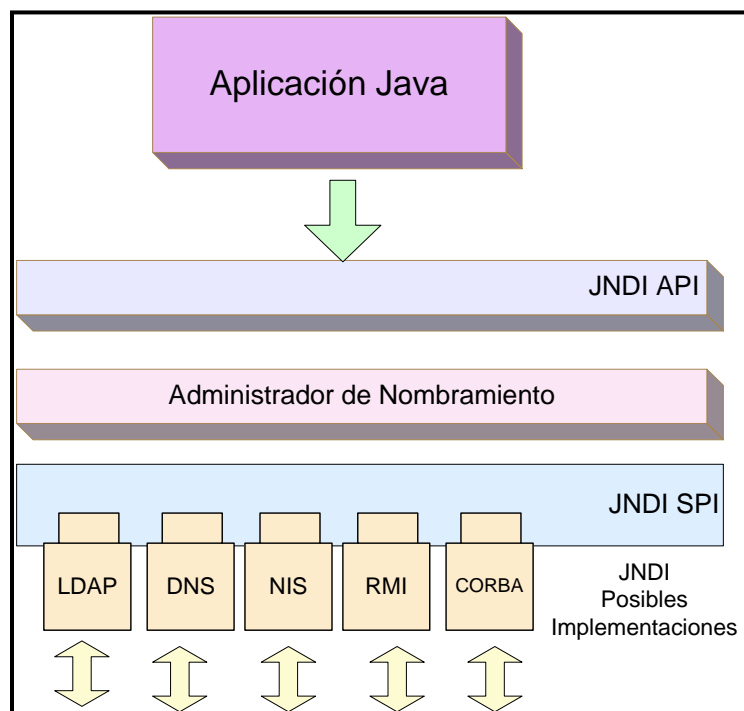 Aplicación Java
JNDI API
Administrador de Nombramiento
JNDI SPI
LDAP
DNS
NIS
RMI
CORBA
JNDI
Posibles
Implementaciones